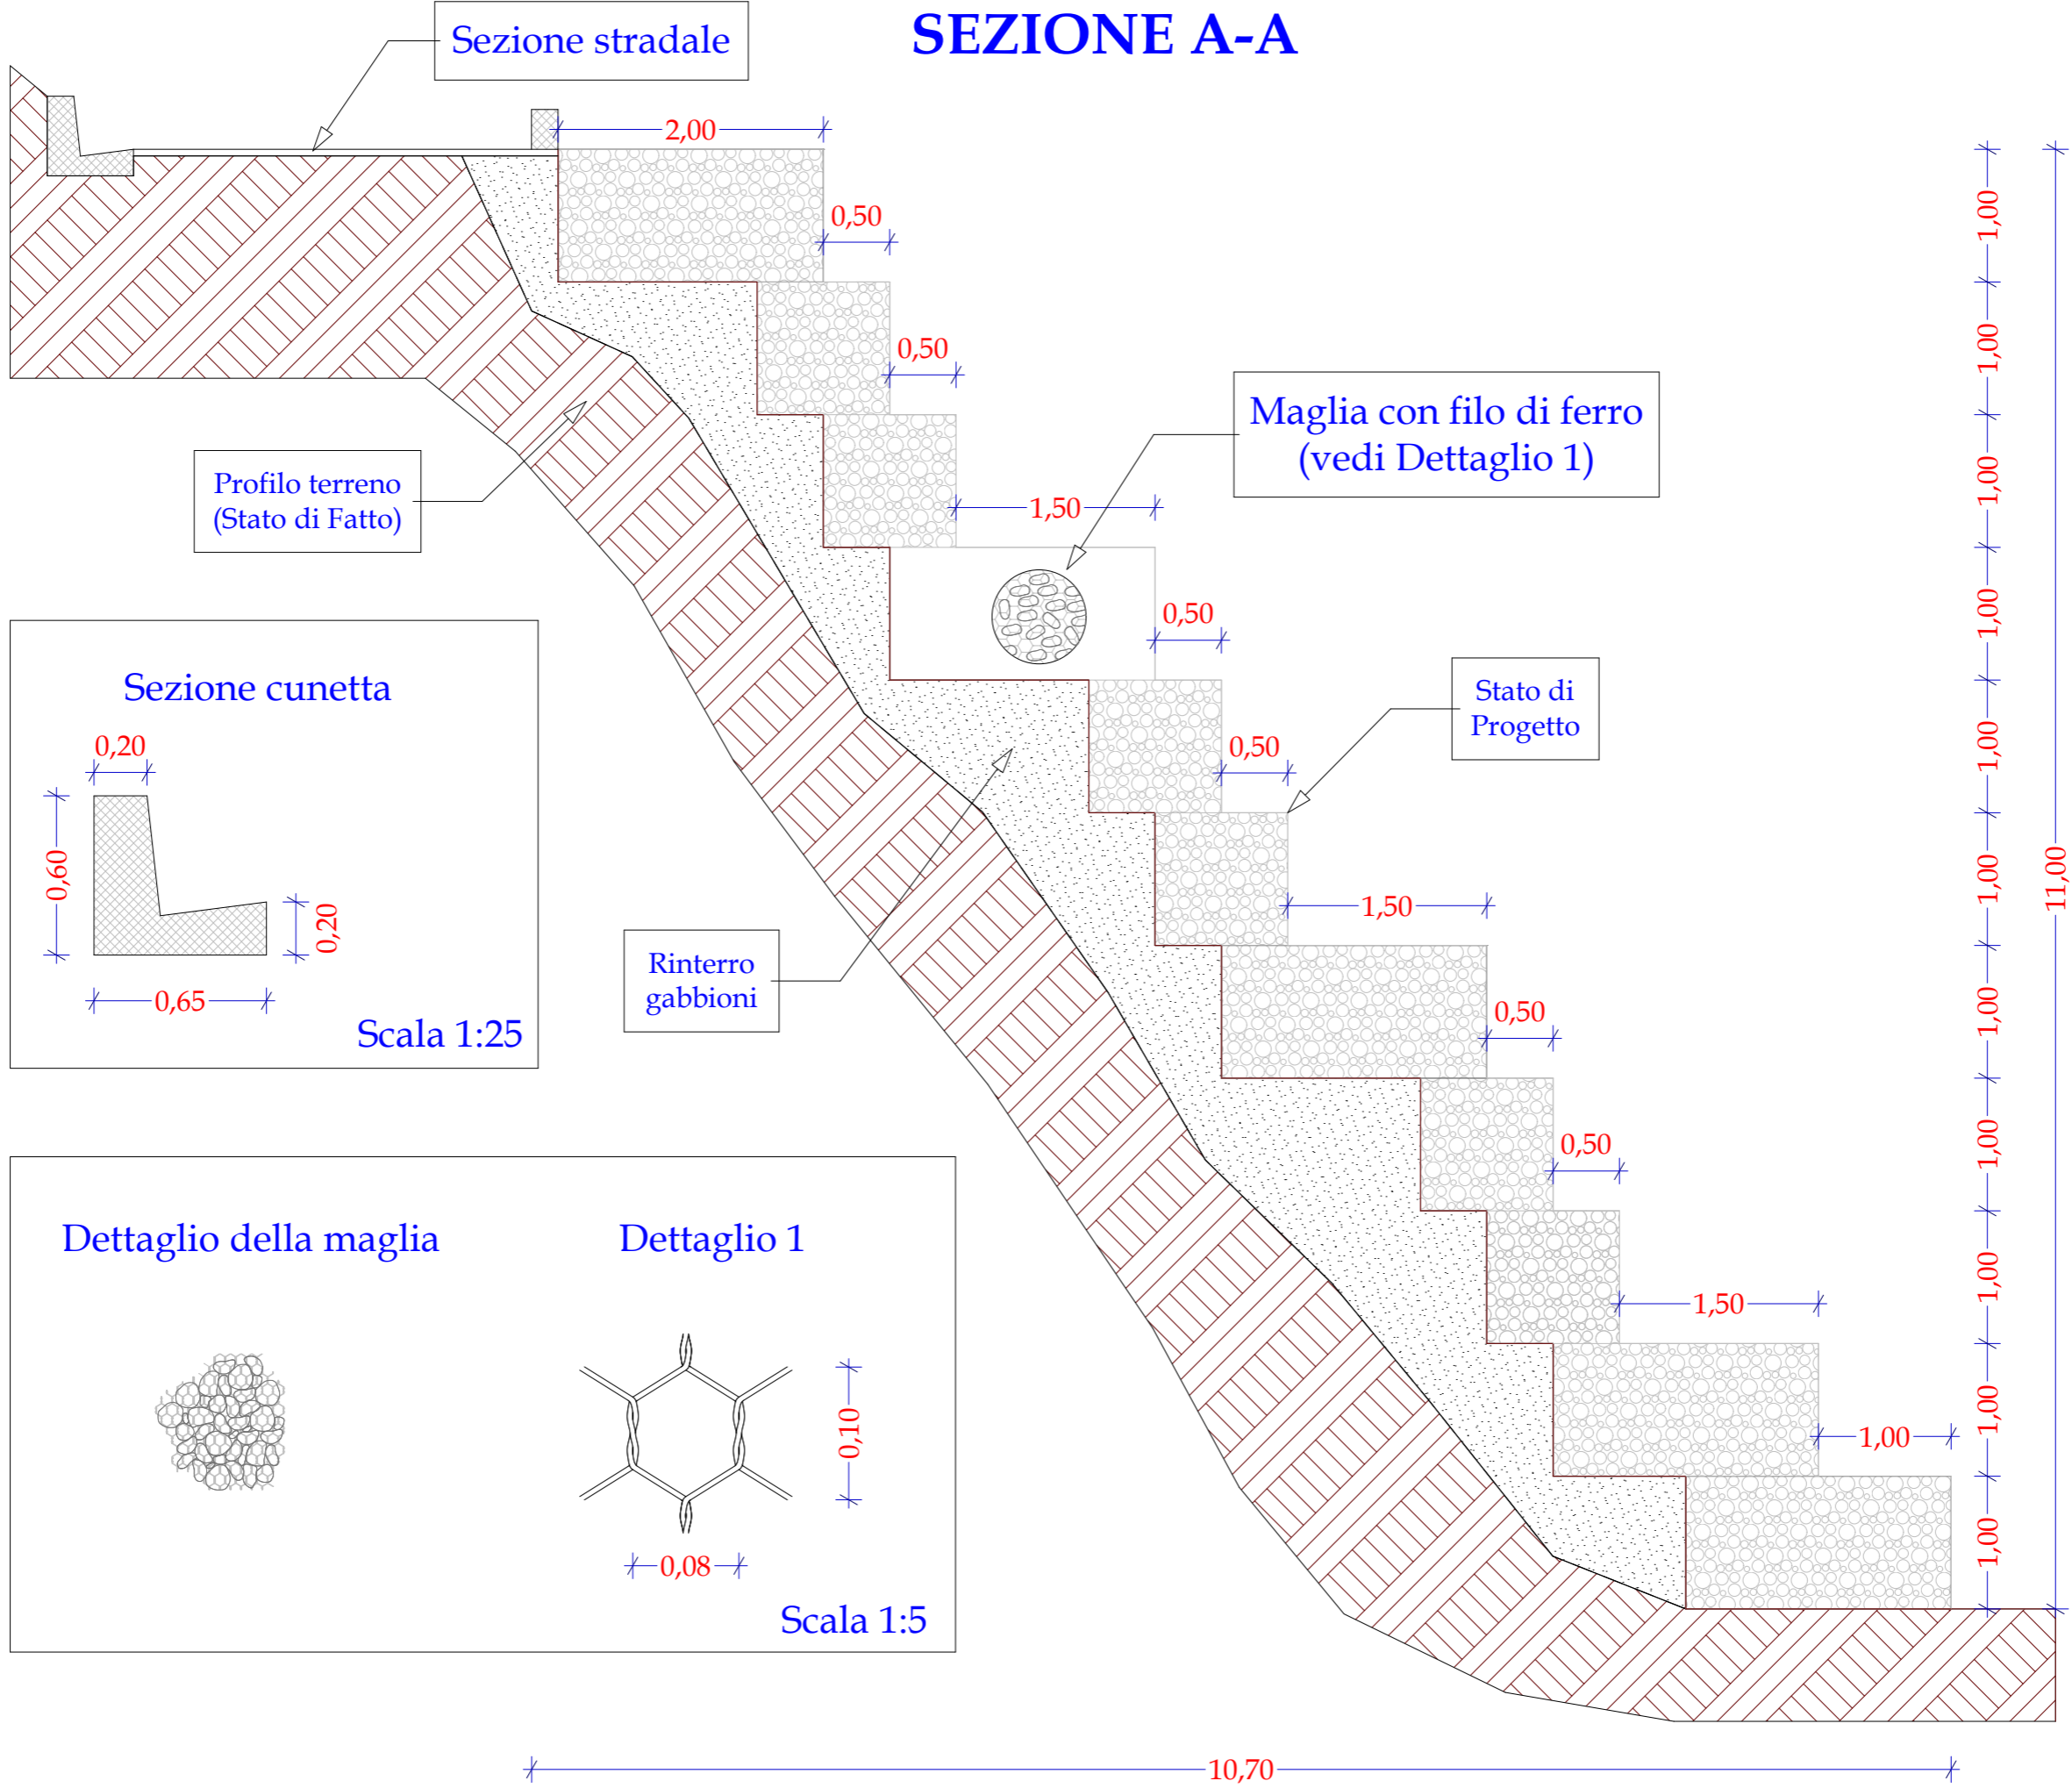 SEZIONE A-A
Sezione stradale
2,00
0,50
0,50
Maglia con filo di ferro
(vedi Dettaglio 1)
Profilo terreno
(Stato di Fatto)
1,50
0,50
Stato di
Progetto
0,50
1,50
Rinterro
gabbioni
0,50
0,50
1,50
1,00
1,00
1,00
1,00
1,00
1,00
1,00
1,00
1,00
1,00
1,00
1,00
11,00
10,70
Sezione cunetta
0,20
0,60
0,20
0,65
Scala 1:25
Dettaglio della maglia
Dettaglio 1
0,10
0,08
Scala 1:5